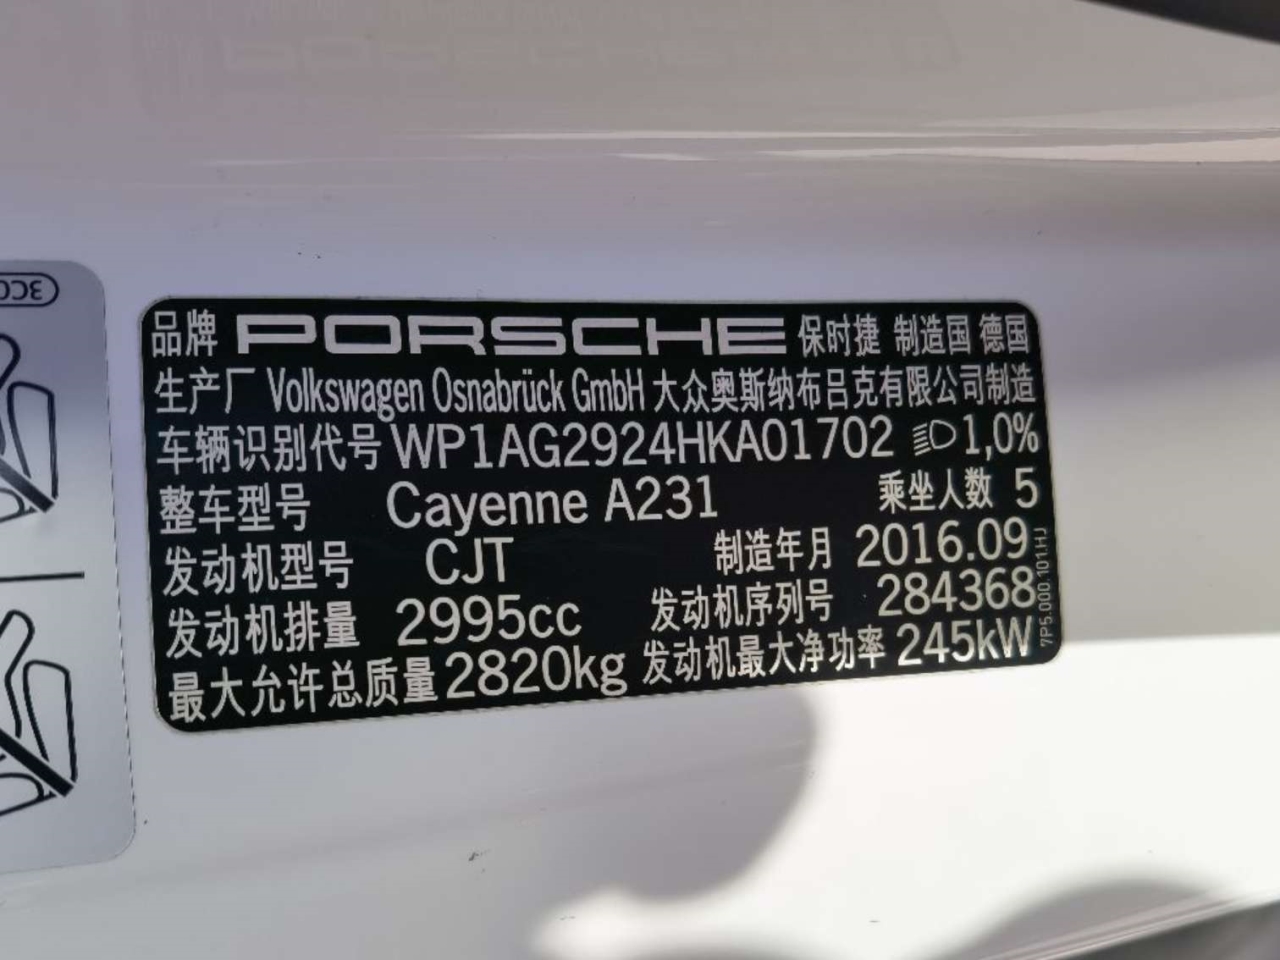 品牌 PORSCHE 保时捷 制造国 德国
生产厂 Volkswagen Osnabrück GmbH 大众奥斯纳布吕克有限公司制造
车辆识别代号 WP1AG2924HKA01702 1,0%
整车型号 Cayenne A231 乘坐人数 5
发动机型号 CJT 制造年月 2016.09
发动机排量 2995cc 发动机序列号 284368
最大允许总质量 2820kg 发动机最大净功率 245kW
7P5.000.101.HJ